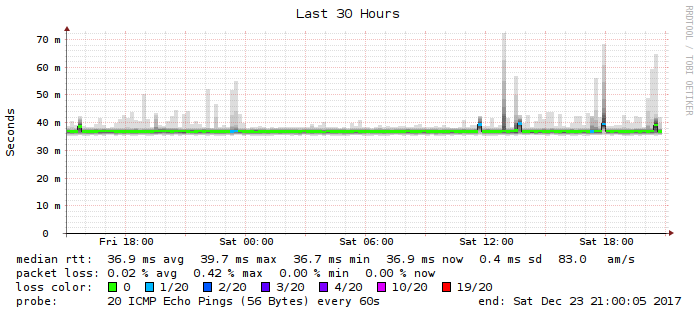 Last 30 Hours
RRDTOOL / TOBI OETIKER
Seconds
70 m
60 m
50 m
40 m
30 m
20 m
10 m
0
Fri 18:00 Sat 00:00 Sat 06:00 Sat 12:00 Sat 18:00
median rtt: 36.9 ms avg 39.7 ms max 36.7 ms min 36.9 ms now 0.4 ms sd 83.0 am/s
packet loss: 0.02 % avg 0.42 % max 0.00 % min 0.00 % now
loss color: 0 1/20 2/20 3/20 4/20 10/20 19/20
probe: 20 ICMP Echo Pings (56 Bytes) every 60s end: Sat Dec 23 21:00:05 2017